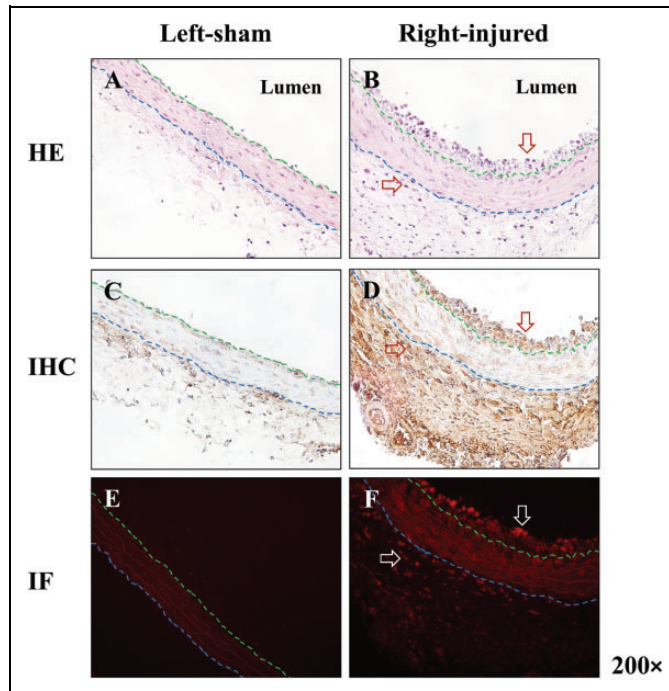 Left-sham Right-injured
A Lumen B Lumen
HE
C D
IHC
E F
IF
200×